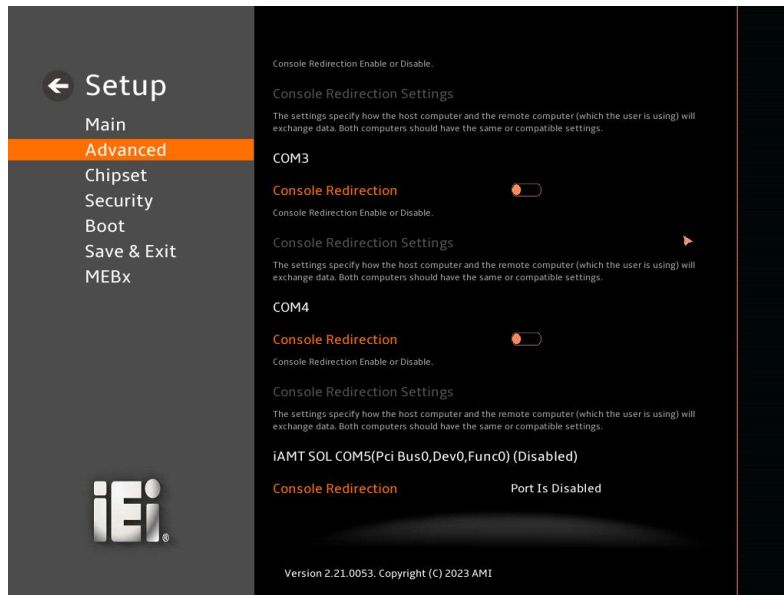 Setup
Main
Advanced
Chipset
Security
Boot
Save & Exit
MEBx
iEi®
Console Redirection Enable or Disable.
Console Redirection Settings
The settings specify how the host computer and the remote computer (which the user is using) will
exchange data. Both computers should have the same or compatible settings.
COM3
Console Redirection
Console Redirection Enable or Disable.
Console Redirection Settings
The settings specify how the host computer and the remote computer (which the user is using) will
exchange data. Both computers should have the same or compatible settings.
COM4
Console Redirection
Console Redirection Enable or Disable.
Console Redirection Settings
The settings specify how the host computer and the remote computer (which the user is using) will
exchange data. Both computers should have the same or compatible settings.
iAMT SOL COM5(Pci Bus0,Dev0,Func0) (Disabled)
Console Redirection Port Is Disabled
Version 2.21.0053. Copyright (C) 2023 AMI